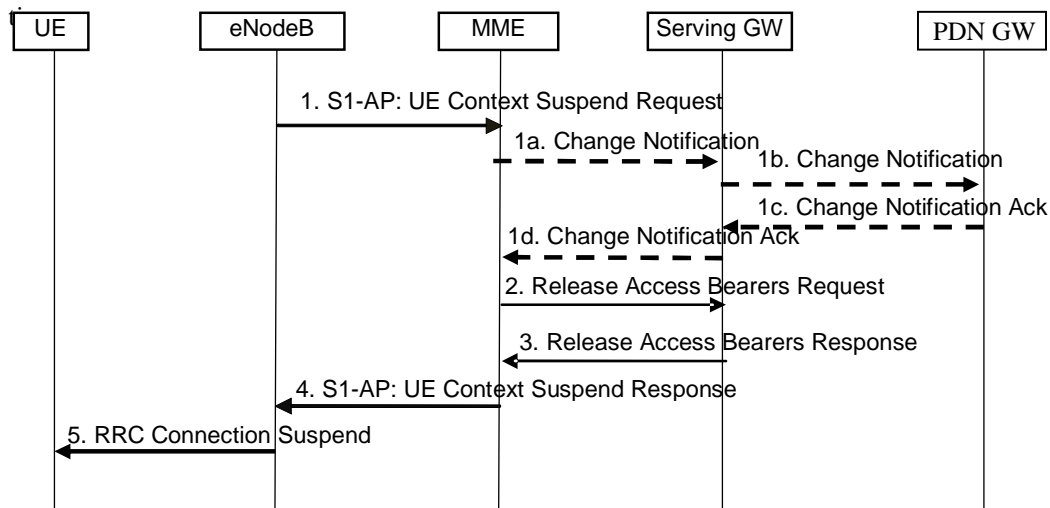 ti
UE
eNodeB
MME
Serving GW
PDN GW
1. S1-AP: UE Context Suspend Request
1a. Change Notification
1b. Change Notification
1c. Change Notification Ack
1d. Change Notification Ack
2. Release Access Bearers Request
3. Release Access Bearers Response
4. S1-AP: UE Context Suspend Response
5. RRC Connection Suspend